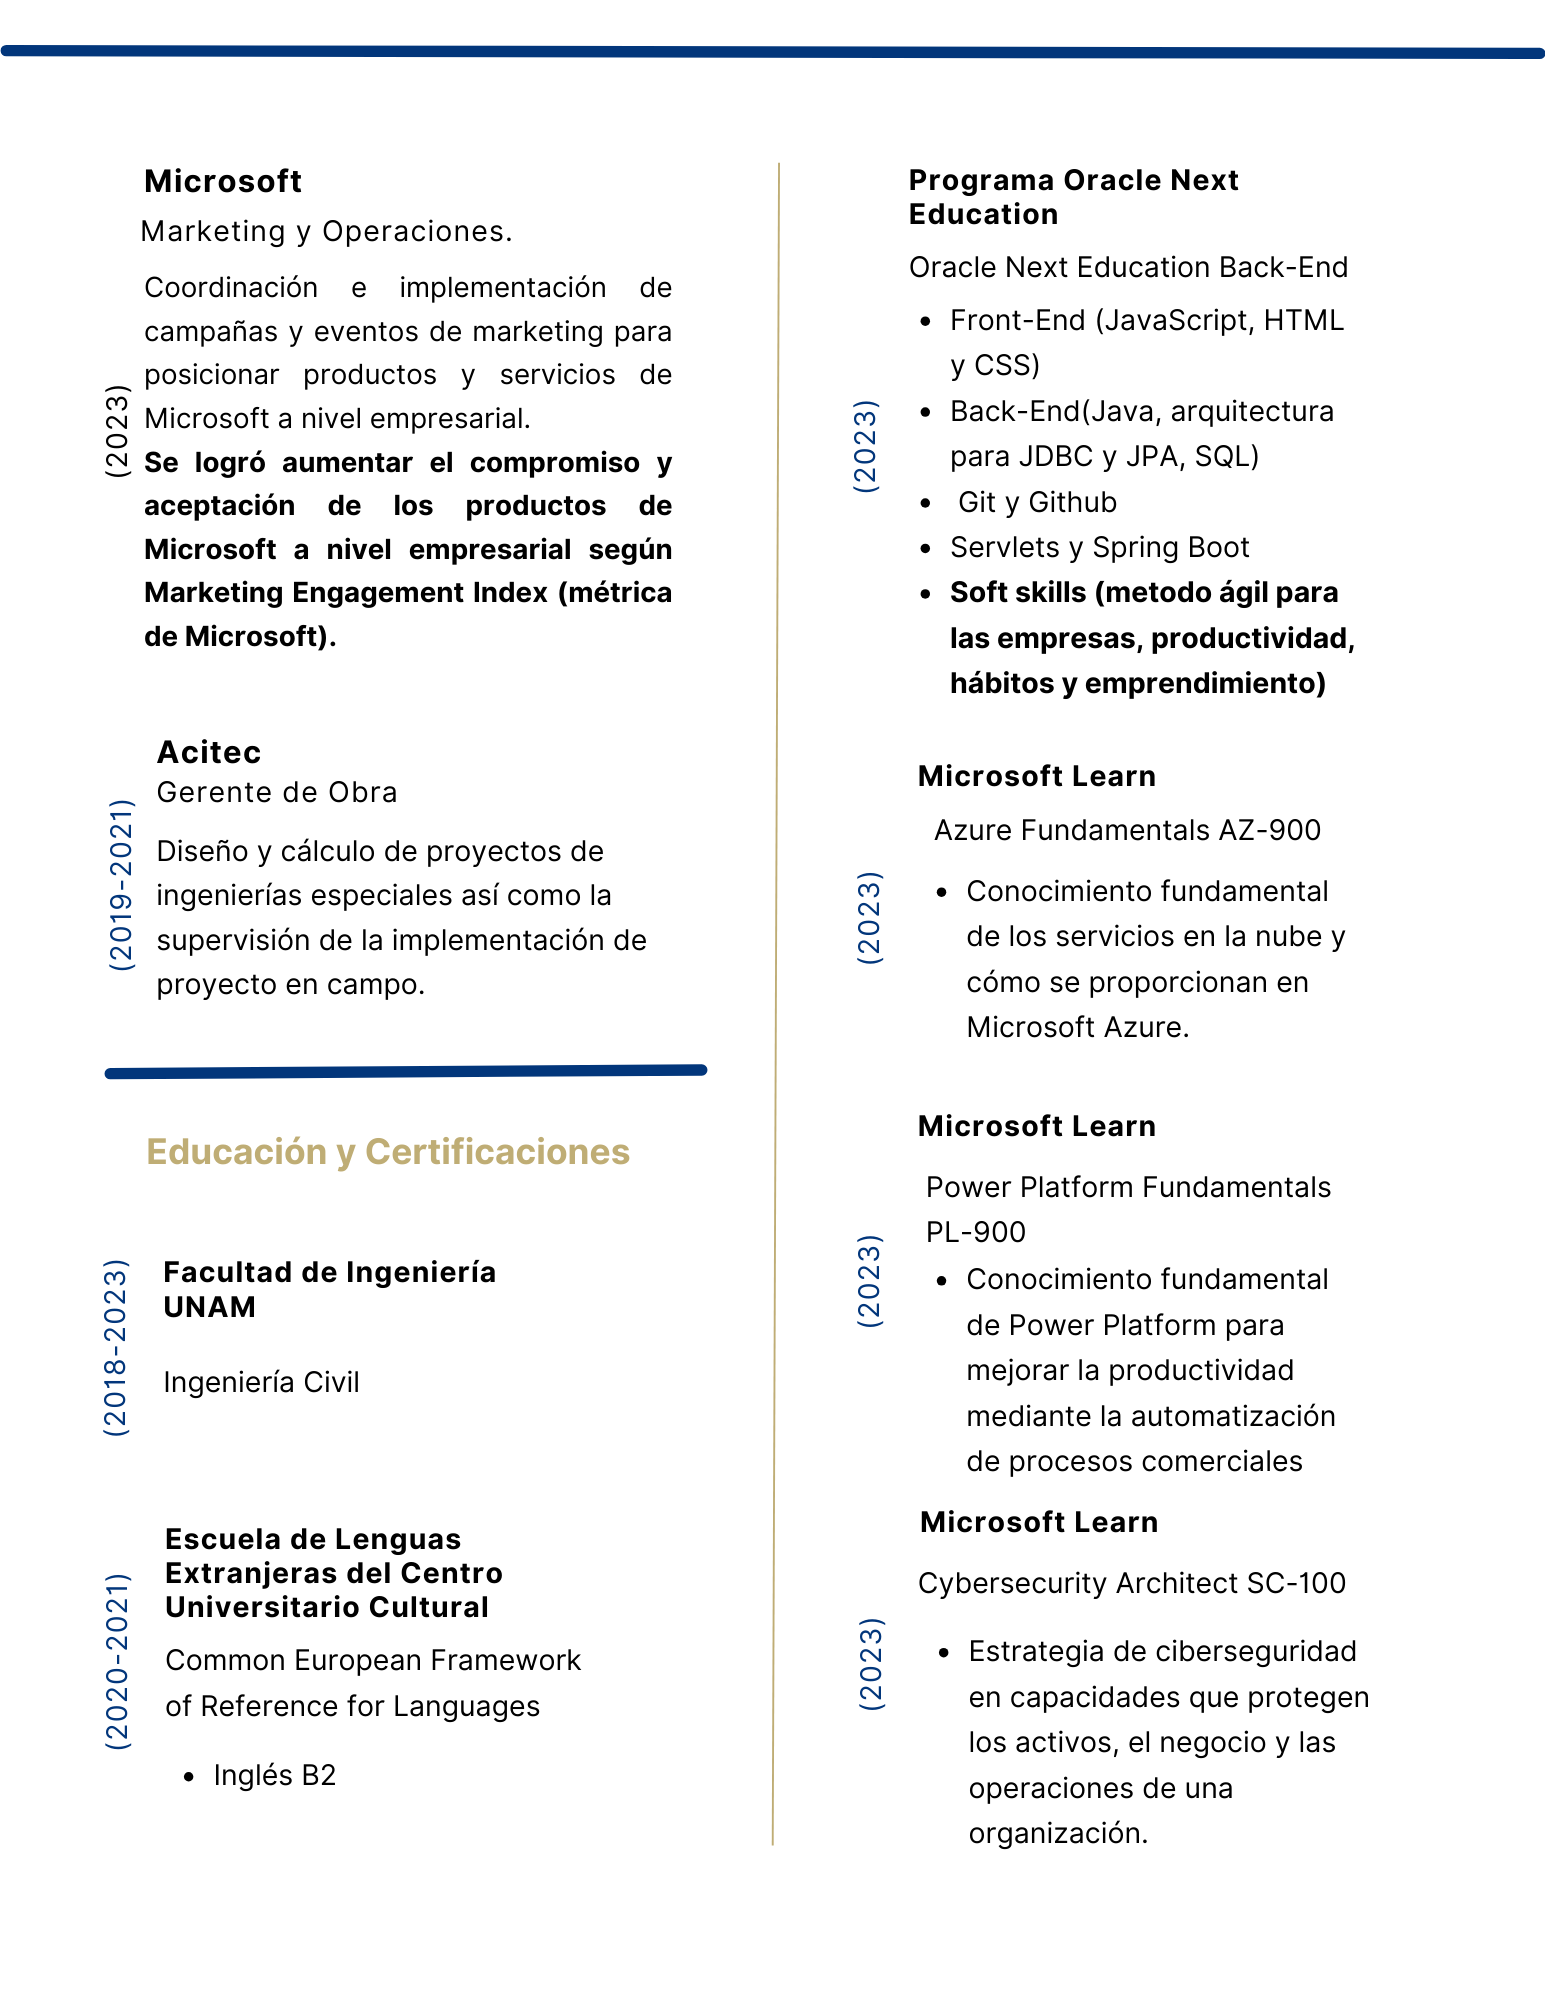 Microsoft
Marketing y Operaciones.
(2023)
Coordinación e implementación de
campañas y eventos de marketing para
posicionar productos y servicios de
Microsoft a nivel empresarial.
Se logró aumentar el compromiso y
aceptación de los productos de
Microsoft a nivel empresarial según
Marketing Engagement Index (métrica
de Microsoft).
Acitec
Gerente de Obra
(2019-2021)
Diseño y cálculo de proyectos de
ingenierías especiales así como la
supervisión de la implementación de
proyecto en campo.
Educación y Certificaciones
(2018-2023)
Facultad de Ingeniería
UNAM
Ingeniería Civil
(2020-2021)
Escuela de Lenguas
Extranjeras del Centro
Universitario Cultural
Common European Framework
of Reference for Languages
• Inglés B2
Programa Oracle Next
Education
Oracle Next Education Back-End
(2023)
• Front-End (JavaScript, HTML
y CSS)
• Back-End(Java, arquitectura
para JDBC y JPA, SQL)
• Git y Github
• Servlets y Spring Boot
• Soft skills (metodo ágil para
las empresas, productividad,
hábitos y emprendimiento)
Microsoft Learn
Azure Fundamentals AZ-900
(2023)
• Conocimiento fundamental
de los servicios en la nube y
cómo se proporcionan en
Microsoft Azure.
Microsoft Learn
Power Platform Fundamentals
PL-900
(2023)
• Conocimiento fundamental
de Power Platform para
mejorar la productividad
mediante la automatización
de procesos comerciales
Microsoft Learn
Cybersecurity Architect SC-100
(2023)
• Estrategia de ciberseguridad
en capacidades que protegen
los activos, el negocio y las
operaciones de una
organización.